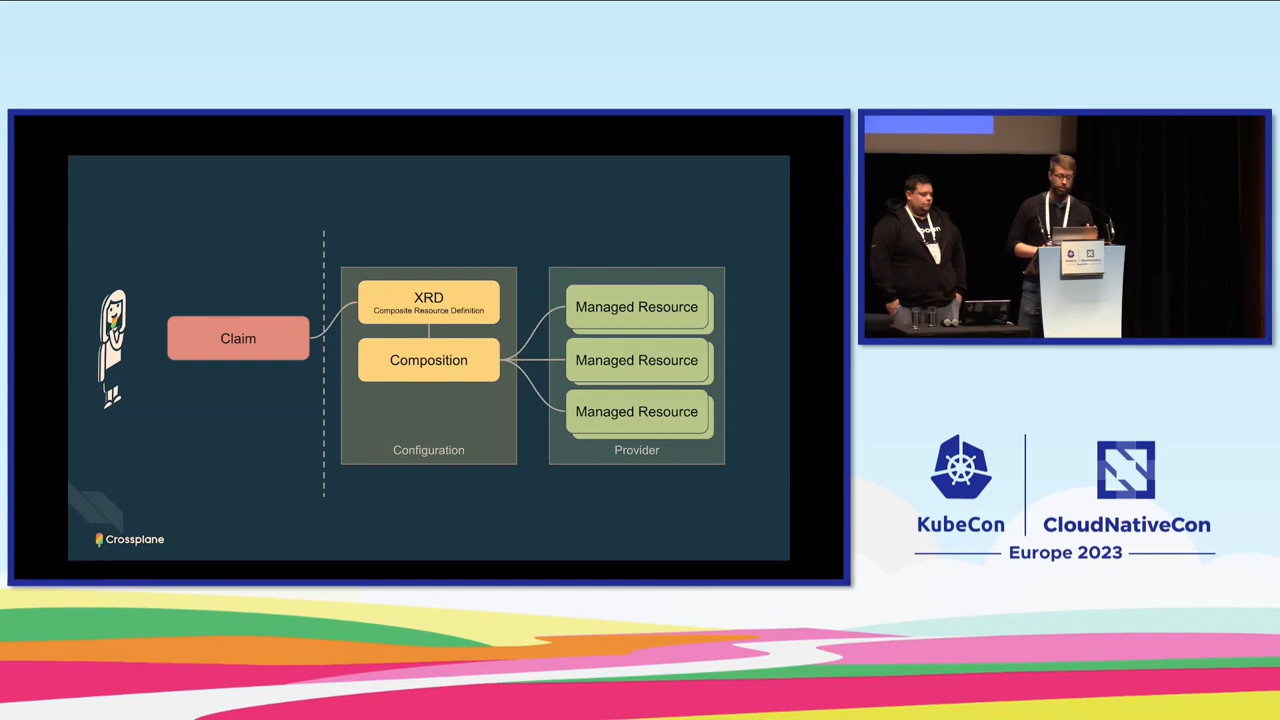 Claim
XRD
Composite Resource Definition
Composition
Configuration
Managed Resource
Managed Resource
Managed Resource
Provider
Crossplane
KubeCon
CloudNativeCon
Europe 2023